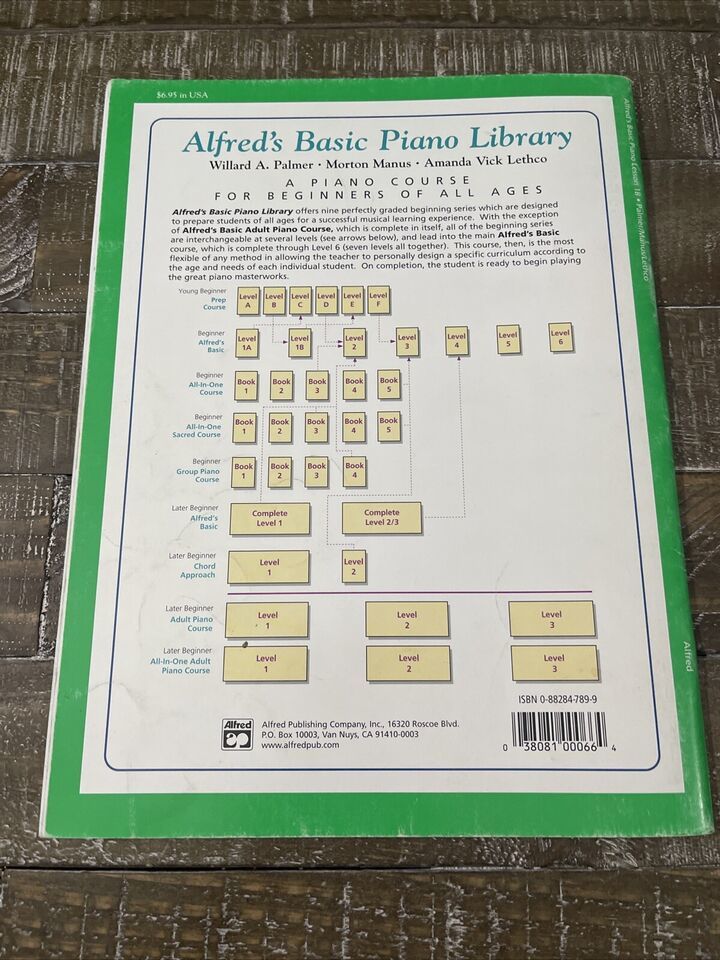 $6.95 in USA
Alfred's Basic Piano Library
Willard A. Palmer • Morton Manus • Amanda Vick Lethco
A PIANO COURSE
FOR BEGINNERS OF ALL AGES
Alfred's Basic Piano Library offers nine perfectly graded beginning series which are designed
to prepare students of all ages for a successful musical learning experience. With the exception
of Alfred's Basic Adult Piano Course, which is complete in itself, all of the beginning series
are interchangeable at several levels (see arrows below), and lead into the main Alfred's Basic
course, which is complete through Level 6 (seven levels all together). This course, then, is the most
flexible of any method in allowing the teacher to personally design a specific curriculum according to
the age and needs of each individual student. On completion, the student is ready to begin playing
the great piano masterworks.
Young Beginner
Prep
Course
Level A
Level B
Level C
Level D
Level E
Level F
Beginner
Alfred's
Basic
Level 1A
Level 1B
Level 2
Level 3
Level 4
Level 5
Level 6
Beginner
All-In-One
Course
Book 1
Book 2
Book 3
Book 4
Book 5
Beginner
All-In-One
Sacred Course
Book 1
Book 2
Book 3
Book 4
Book 5
Beginner
Group Piano
Course
Book 1
Book 2
Book 3
Book 4
Later Beginner
Alfred's
Basic
Complete
Level 1
Complete
Level 2/3
Later Beginner
Chord
Approach
Level 1
Level 2
Later Beginner
Adult Piano
Course
Level 1
Level 2
Level 3
Later Beginner
All-In-One Adult
Piano Course
Level 1
Level 2
Level 3
ISBN 0-88284-789-9
0 38081 00066 4
Alfred
Alfred Publishing Company, Inc., 16320 Roscoe Blvd.
P.O. Box 10003, Van Nuys, CA 91410-0003
www.alfredpub.com
Alfred's Basic Piano Lesson 1B • Palmer/Manus/Lethco
Alfred